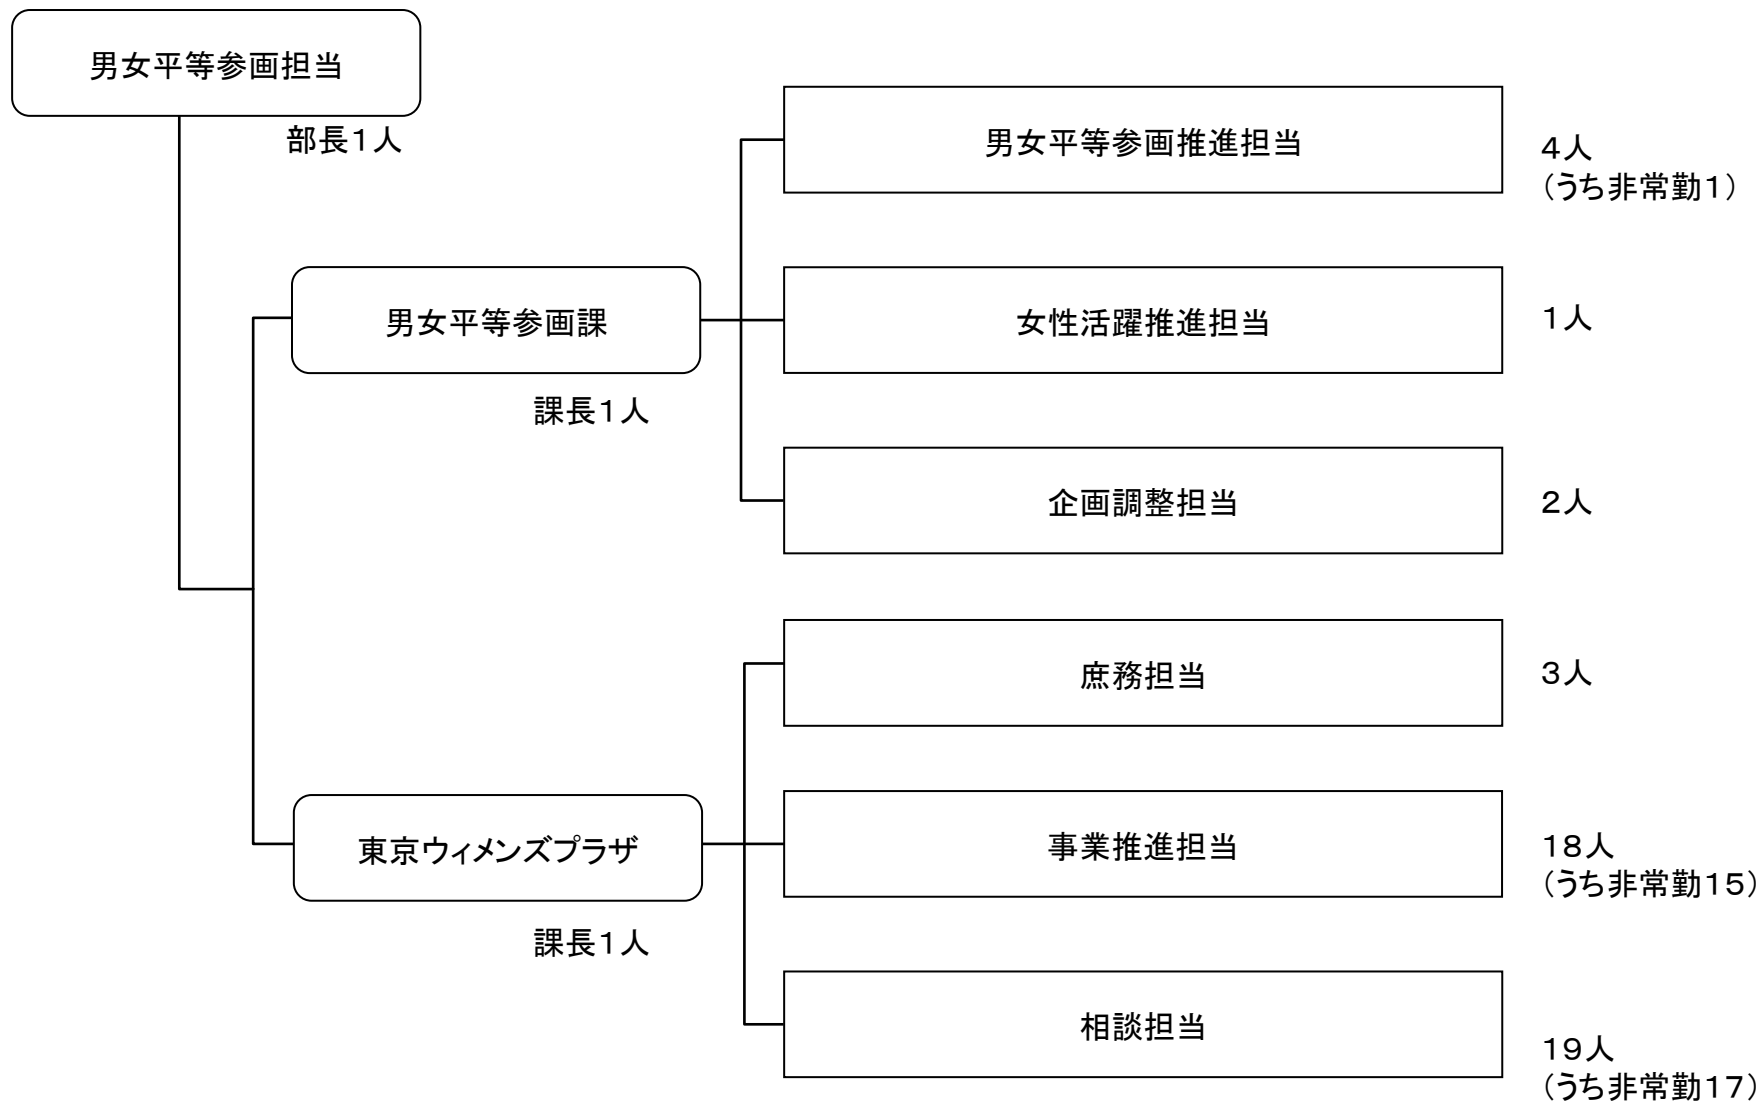 男女平等参画担当
部長１人
男女平等参画推進担当
４人
（うち非常勤１）
男女平等参画課
課長１人
女性活躍推進担当
１人
企画調整担当
２人
庶務担当
３人
東京ウィメンズプラザ
課長１人
事業推進担当
１８人
（うち非常勤１５）
相談担当
１９人
（うち非常勤１７）